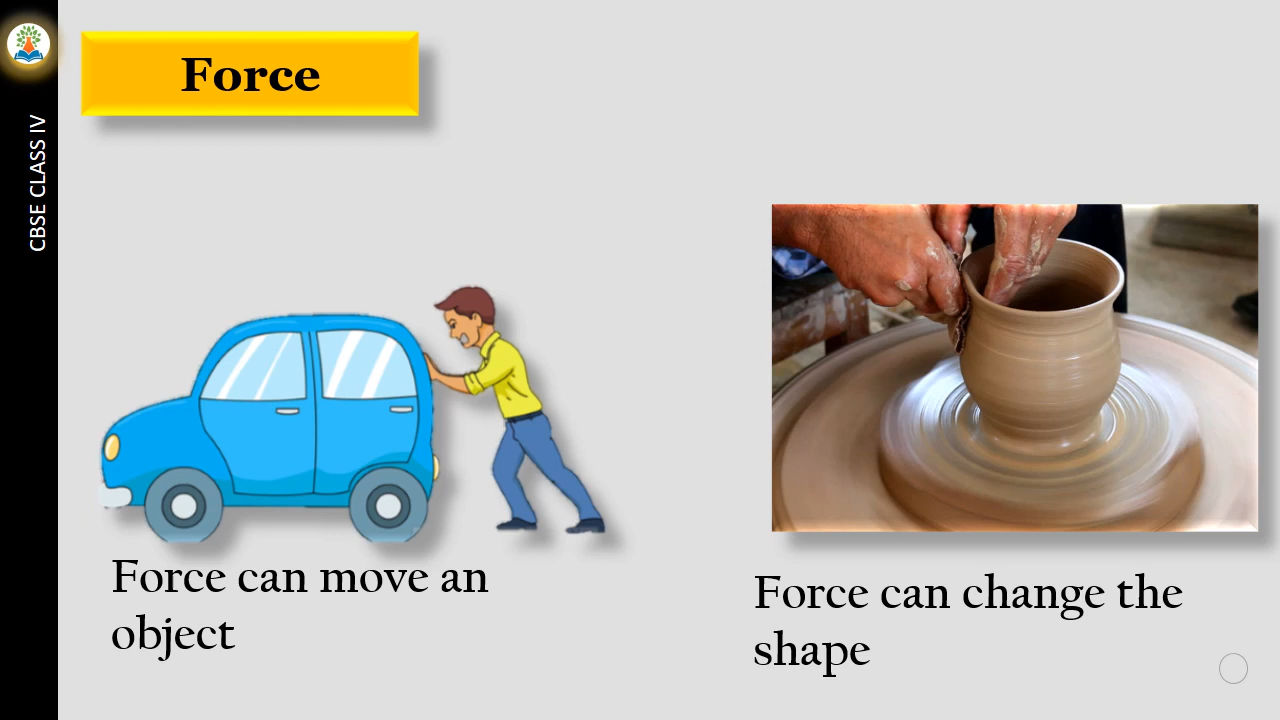 Force
CBSE CLASS IV
Force can move an
object
Force can change the
shape